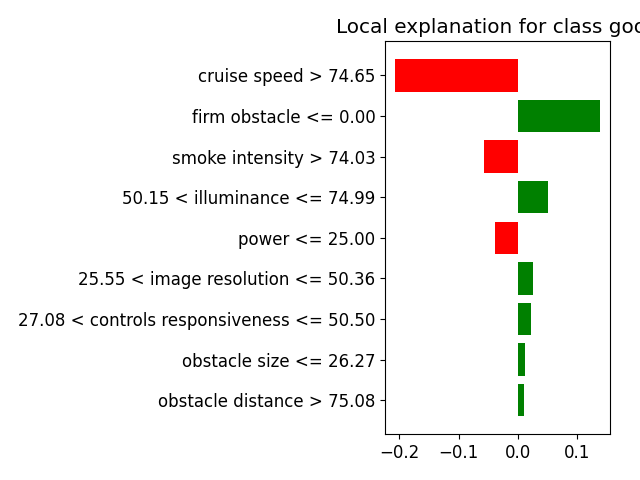 Local explanation for class goo
cruise speed > 74.65
firm obstacle <= 0.00
smoke intensity > 74.03
50.15 < illuminance <= 74.99
power <= 25.00
25.55 < image resolution <= 50.36
27.08 < controls responsiveness <= 50.50
obstacle size <= 26.27
obstacle distance > 75.08
−0.2 −0.1 0.0 0.1